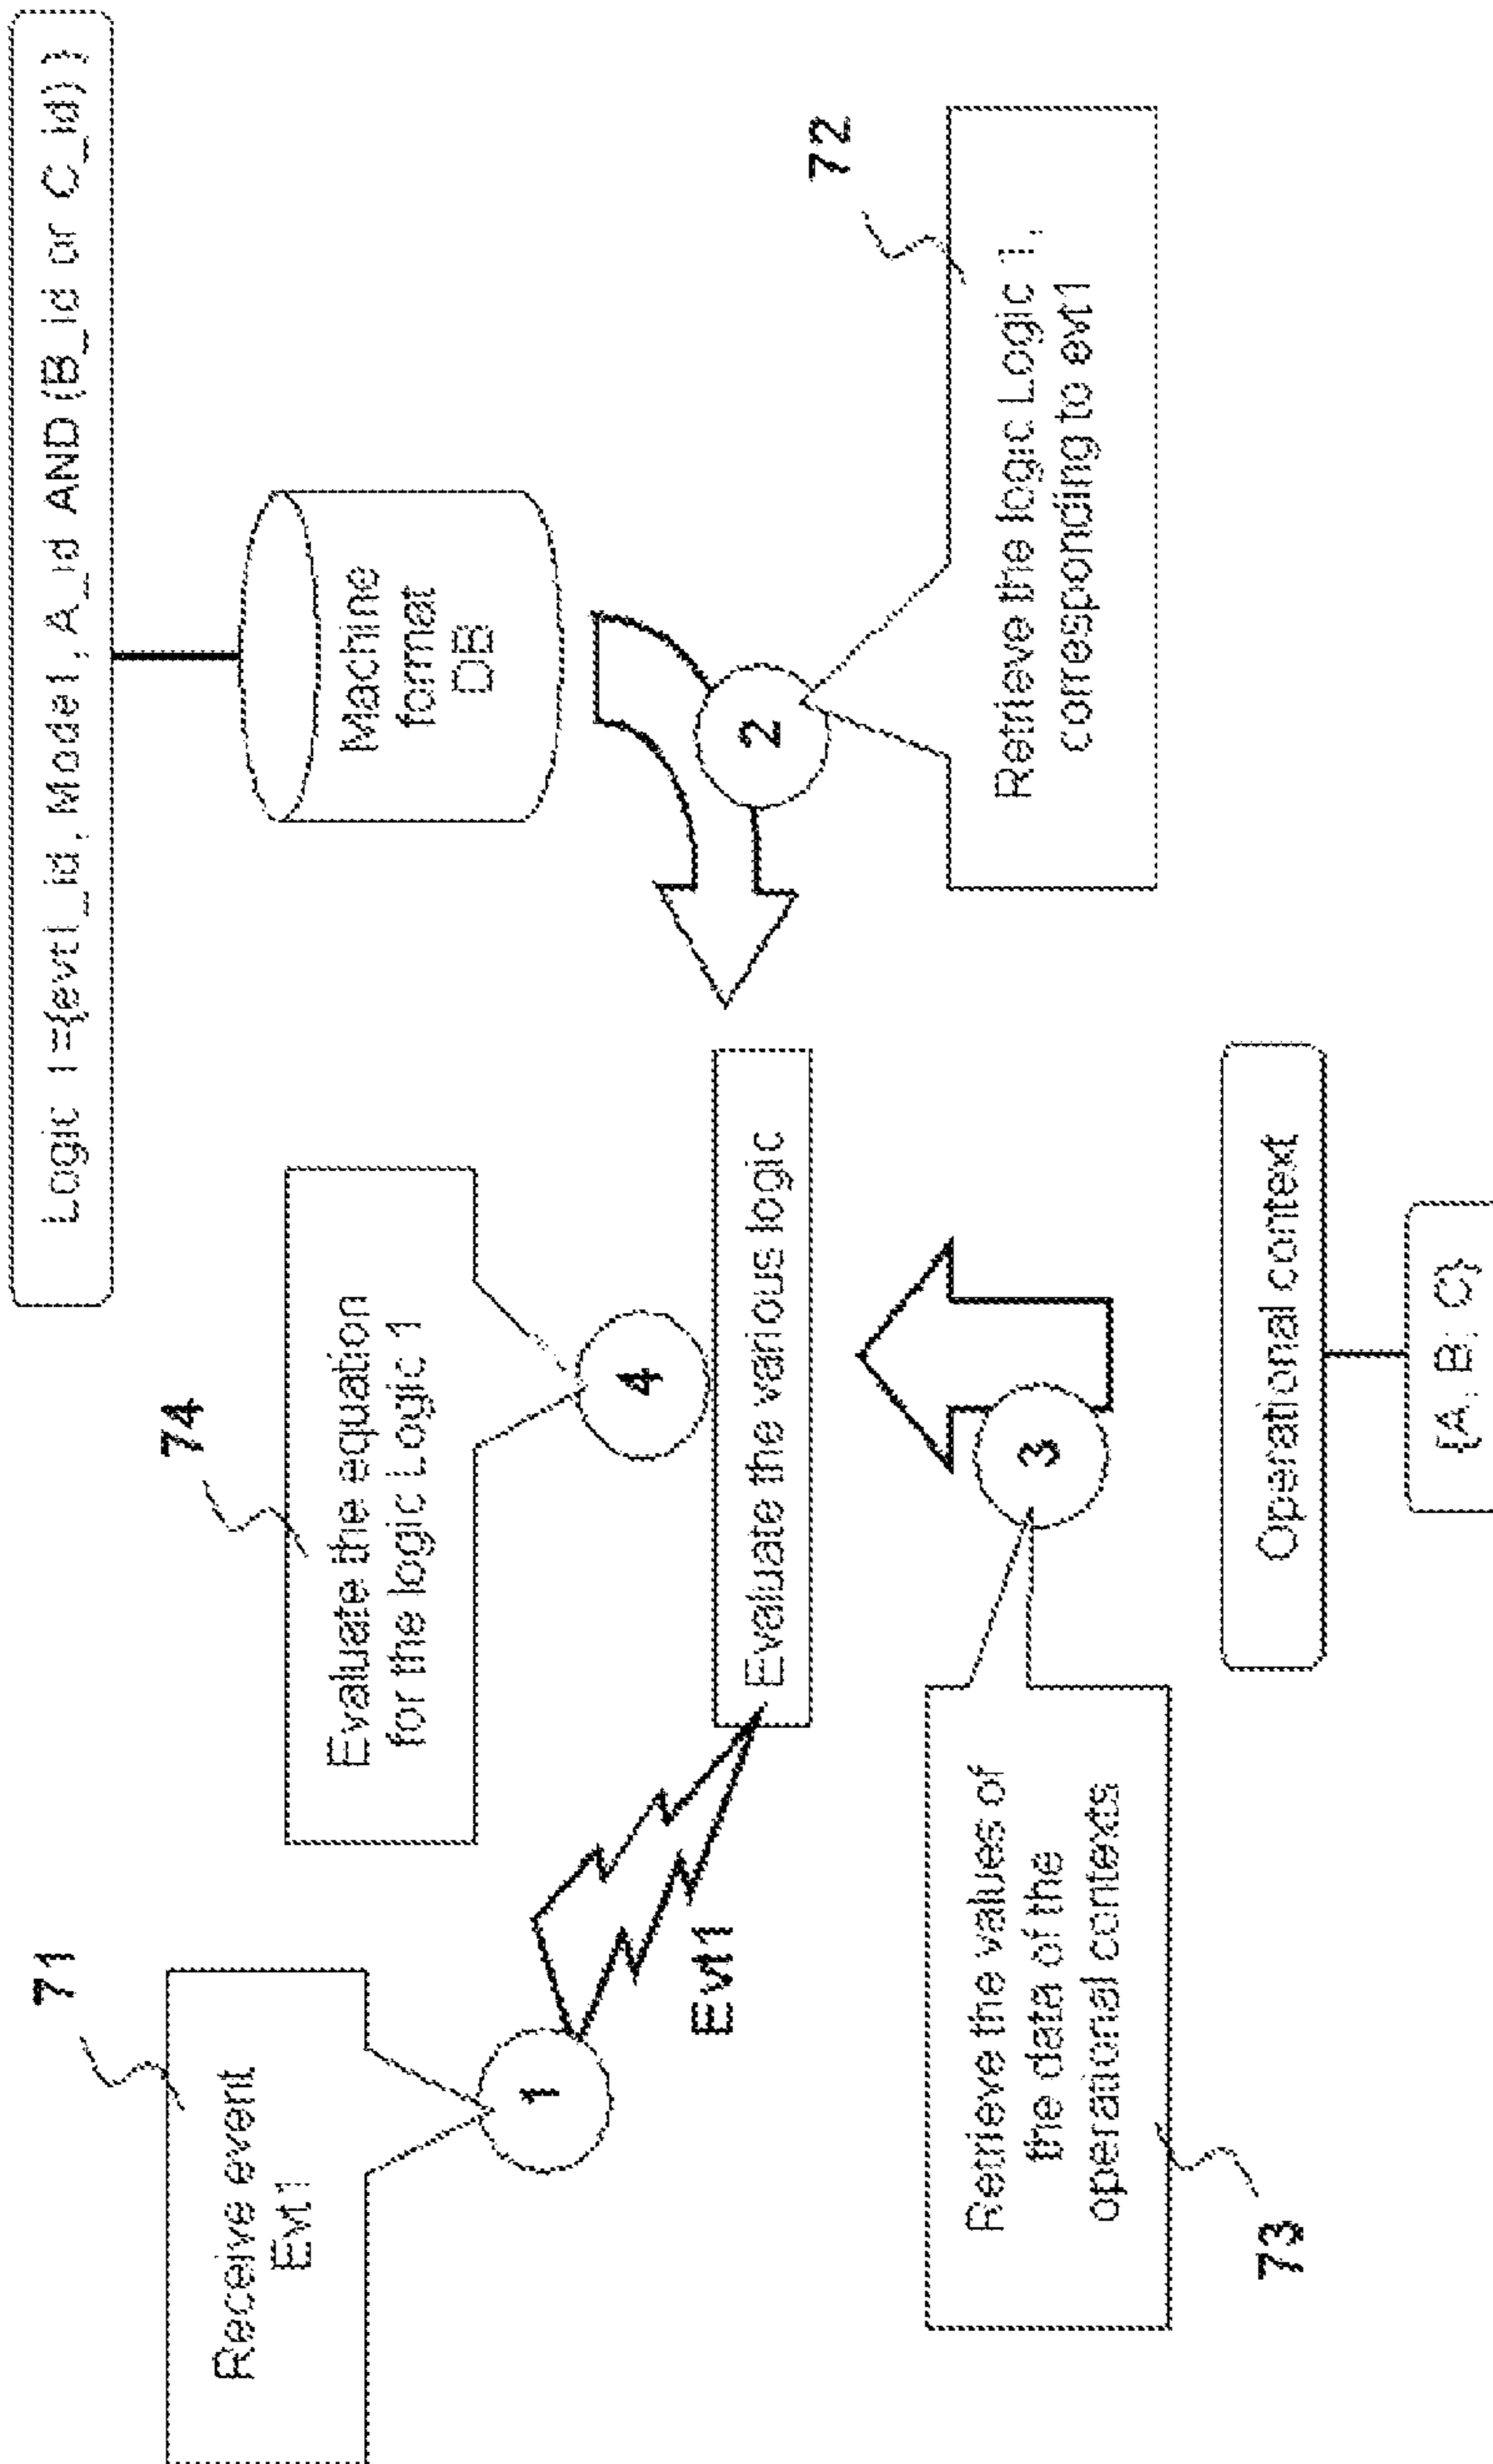 Logic 1 ={evt1_id, Mode1, A_id AND (B_id or C_id) }
Machine
format
DB
74
Evaluate the equation
for the logic Logic 1
71
Receive event
Evt1
1
4
2
72
Evt1
Evaluate the various logic
Retrieve the logic Logic 1,
corresponding to evt1
3
Retrieve the values of
the data of the
operational contexts
73
Operational context
{A; B; C}